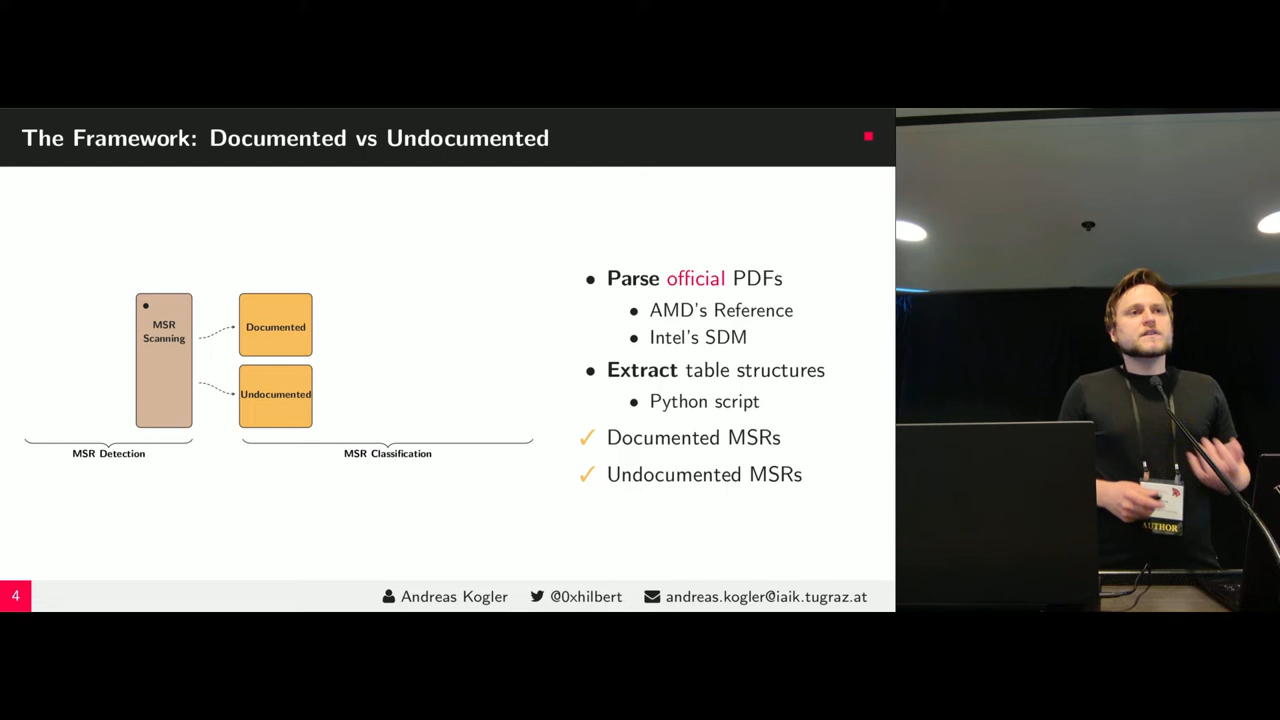 The Framework: Documented vs Undocumented
MSR
Scanning
Documented
Undocumented
MSR Detection
MSR Classification
• Parse official PDFs
• AMD's Reference
• Intel's SDM
• Extract table structures
• Python script
✓ Documented MSRs
✓ Undocumented MSRs
4
Andreas Kogler
@0xhilbert
andreas.kogler@iaik.tugraz.at
AUTHOR